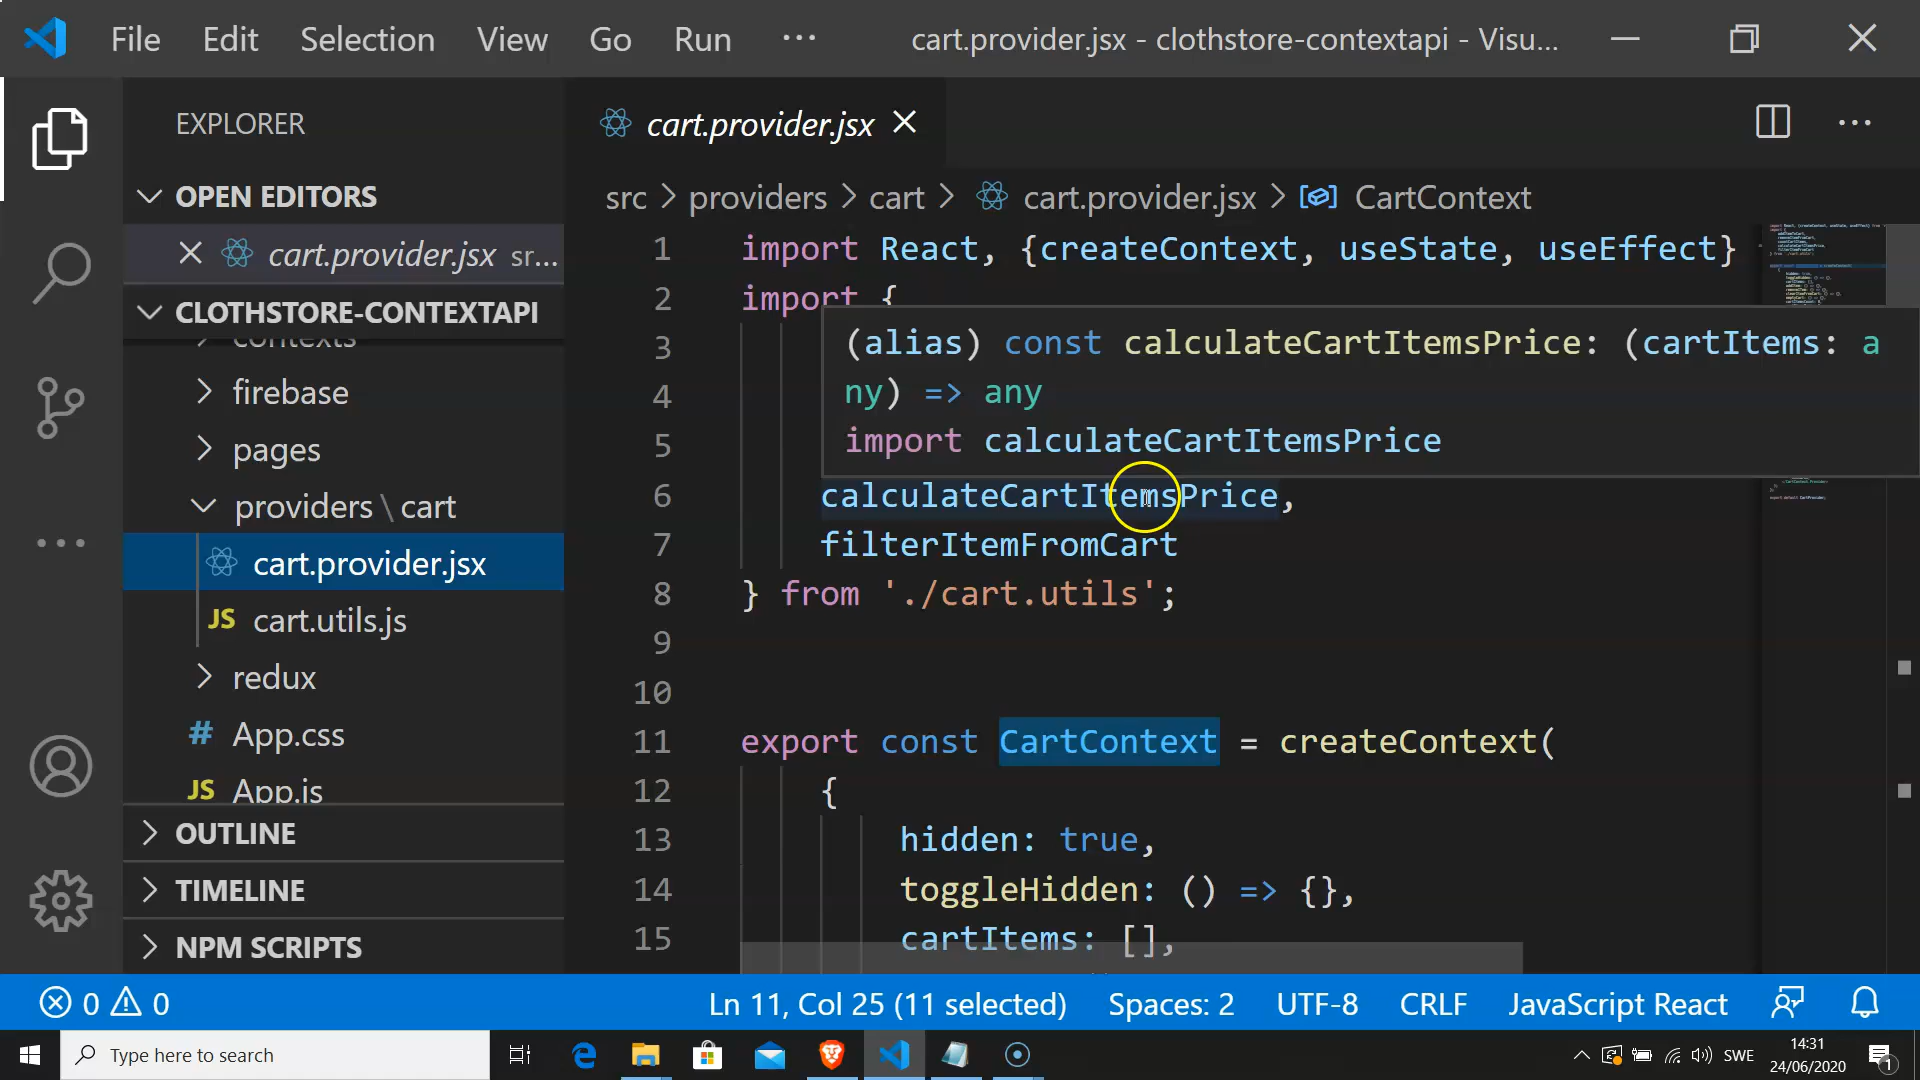 File Edit Selection View Go Run ··· cart.provider.jsx - clothstore-contextapi - Visu...
EXPLORER
OPEN EDITORS
cart.provider.jsx sr...
CLOTHSTORE-CONTEXTAPI
contexts
firebase
pages
providers \ cart
cart.provider.jsx
JS cart.utils.js
redux
# App.css
JS App.js
OUTLINE
TIMELINE
NPM SCRIPTS
cart.provider.jsx
src > providers > cart > cart.provider.jsx > CartContext
1 import React, {createContext, useState, useEffect}
2 import {
3
4
5
(alias) const calculateCartItemsPrice: (cartItems: a
ny) => any
import calculateCartItemsPrice
6 calculateCartItemsPrice,
7 filterItemFromCart
8 } from './cart.utils';
9
10
11 export const CartContext = createContext(
12 {
13 hidden: true,
14 toggleHidden: () => {},
15 cartItems: [],
0 0 Ln 11, Col 25 (11 selected) Spaces: 2 UTF-8 CRLF JavaScript React
Type here to search
SWE
14:31
24/06/2020
1